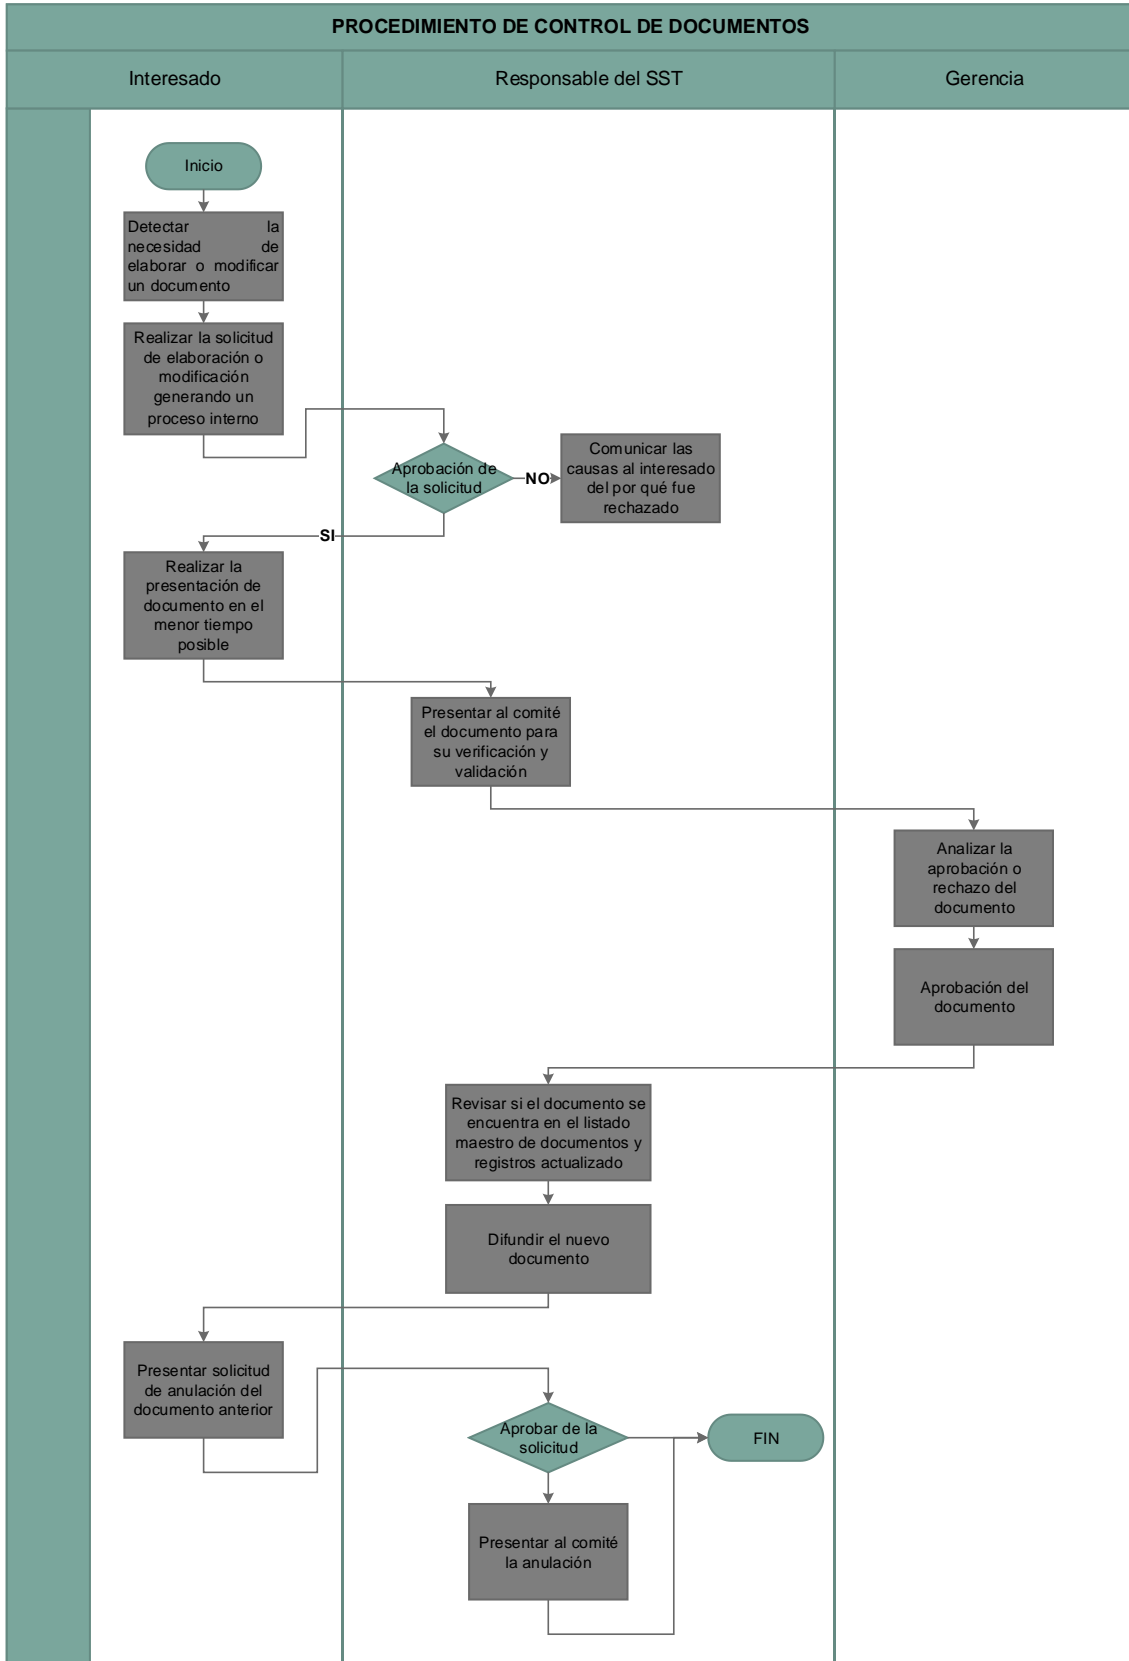 PROCEDIMIENTO DE CONTROL DE DOCUMENTOS
Interesado
Responsable del SST
Gerencia
Inicio
Detectar la
necesidad de
elaborar o modificar
un documento
Realizar la solicitud
de elaboración o
modificación
generando un
proceso interno
Aprobación de
la solicitud
NO
Comunicar las
causas al interesado
del por qué fue
rechazado
SI
Realizar la
presentación de
documento en el
menor tiempo
posible
Presentar al comité
el documento para
su verificación y
validación
Analizar la
aprobación o
rechazo del
documento
Aprobación del
documento
Revisar si el documento se
encuentra en el listado
maestro de documentos y
registros actualizado
Difundir el nuevo
documento
Presentar solicitud
de anulación del
documento anterior
Aprobar de la
solicitud
FIN
Presentar al comité
la anulación